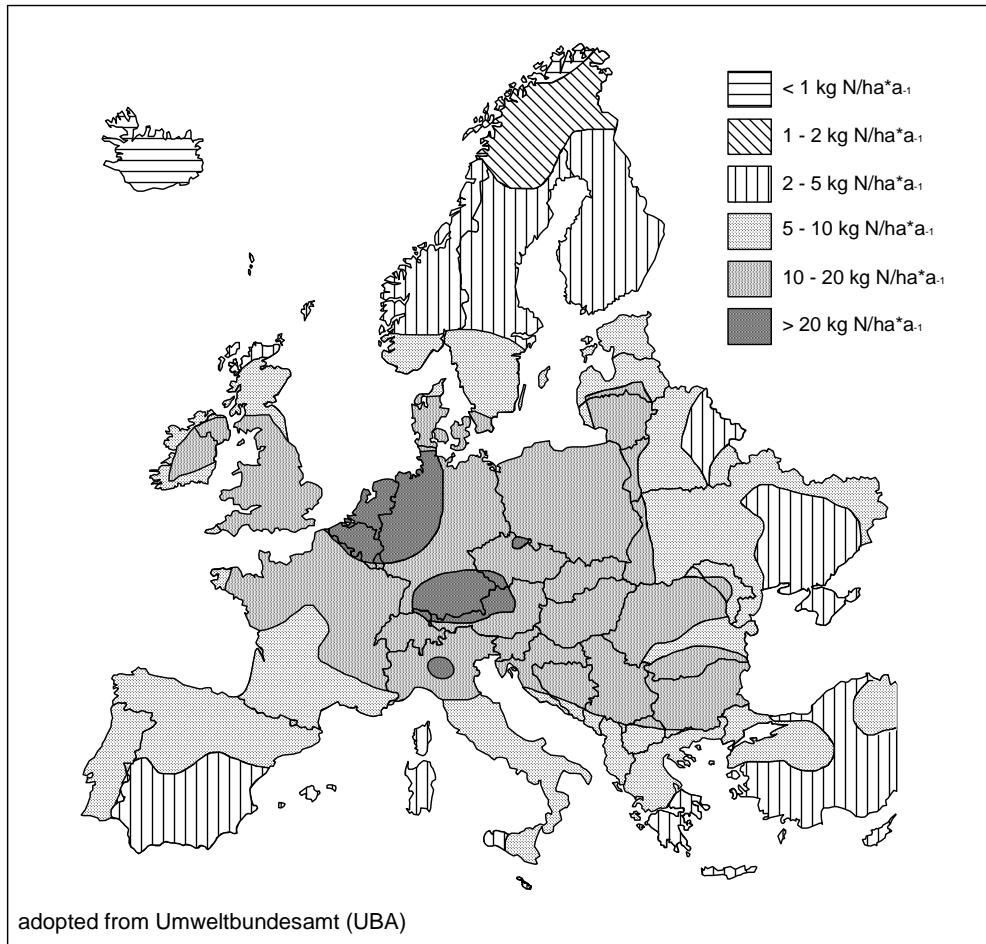 < 1 kg N/ha*a-1
1 - 2 kg N/ha*a-1
2 - 5 kg N/ha*a-1
5 - 10 kg N/ha*a-1
10 - 20 kg N/ha*a-1
> 20 kg N/ha*a-1
adopted from Umweltbundesamt (UBA)